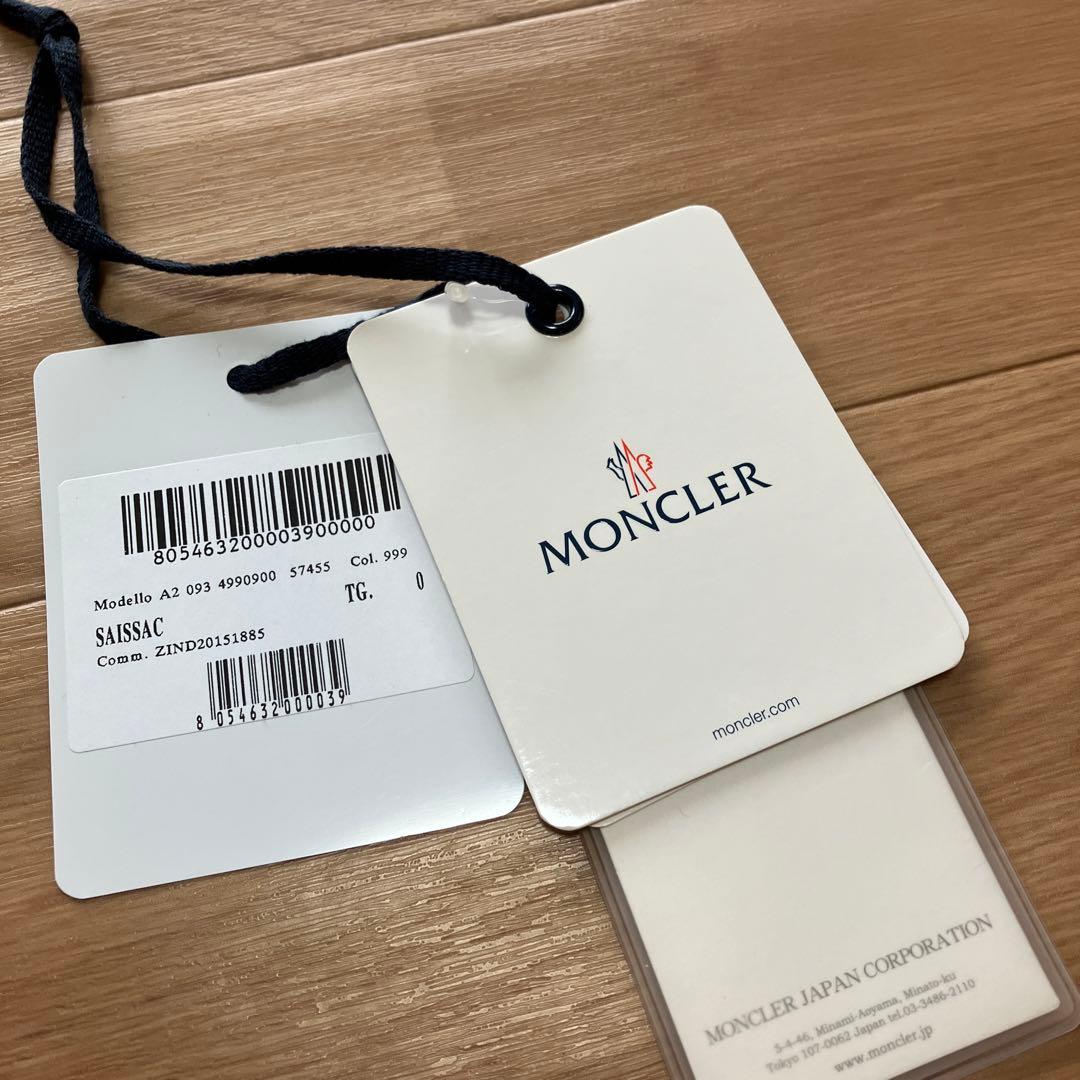 805463200003900000
Modello A2 093 4990900 57455 Col. 999
SAISSAC TG. 0
Comm. ZIND20151885
8 054632 000039
MONCLER
moncler.com
MONCLER JAPAN CORPORATION
5-4-46, Minami-Aoyama, Minato-ku
Tokyo 107-0062 Japan tel.03-3486-2110
www.moncler.jp